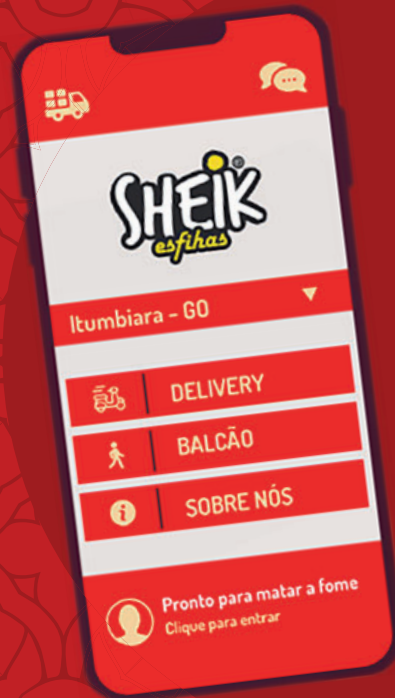 SHEIK
esfihas
Itumbiara - GO
DELIVERY
BALCÃO
SOBRE NÓS
Pronto para matar a fome
Clique para entrar